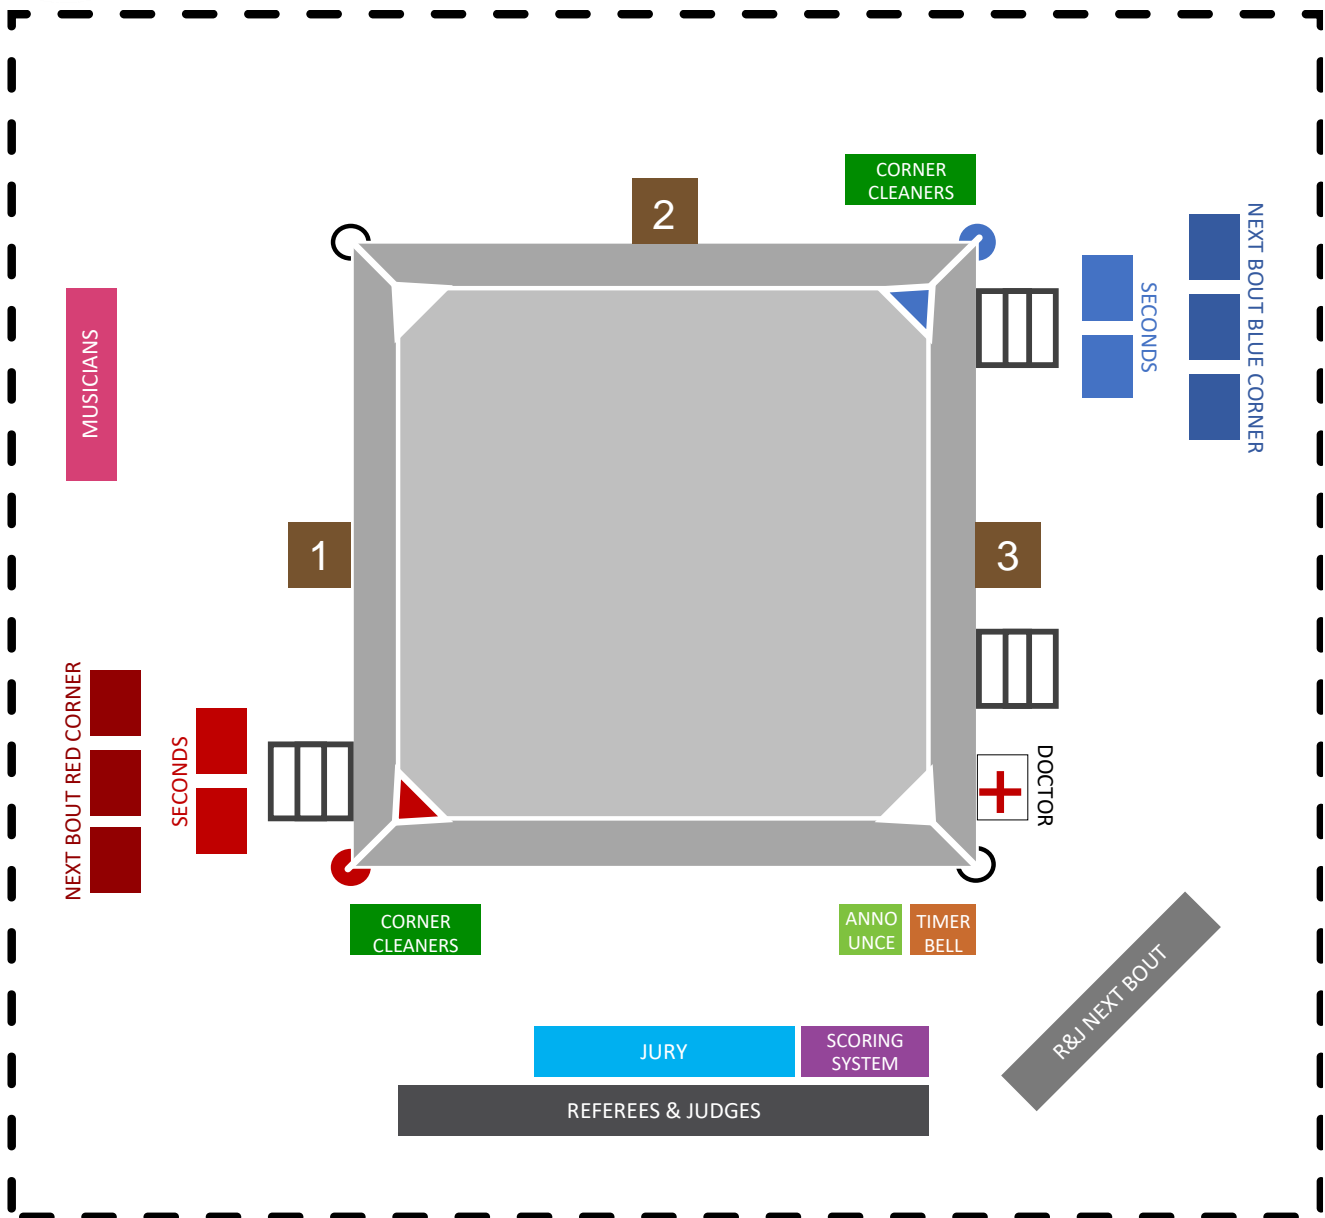 CORNER
CLEANERS
2
NEXT BOUT BLUE CORNER
SECONDS
MUSICIANS
1
3
NEXT BOUT RED CORNER
SECONDS
DOCTOR
CORNER
CLEANERS
ANNO
UNCE
TIMER
BELL
R&J NEXT BOUT
JURY
SCORING
SYSTEM
REFEREES & JUDGES